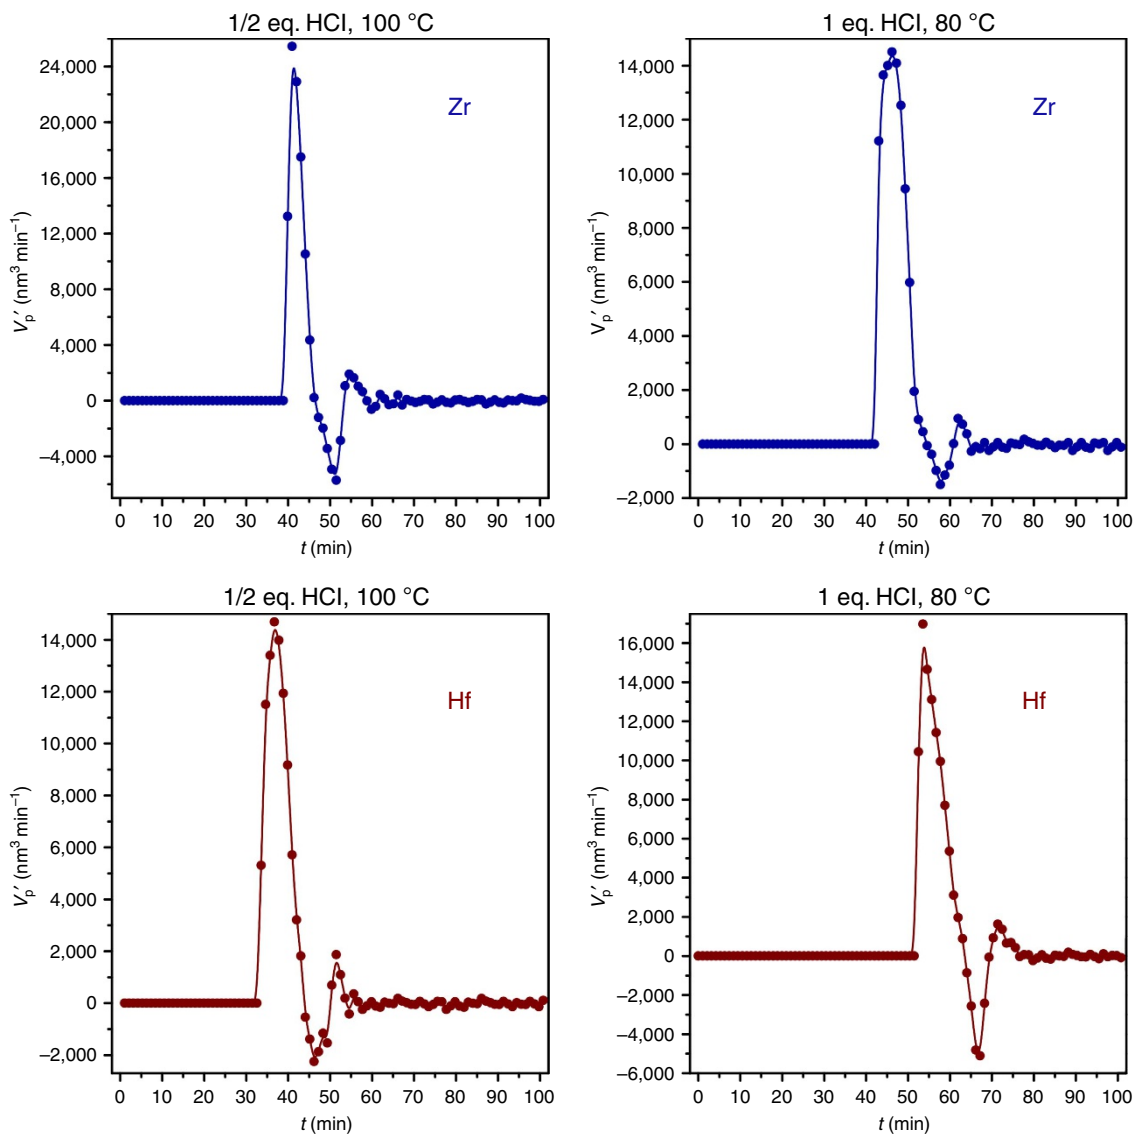 1/2 eq. HCl, 100 °C
Zr
V′p (nm3 min−1)
24,000
20,000
16,000
12,000
8,000
4,000
0
−4,000
0 10 20 30 40 50 60 70 80 90 100
t (min)
1 eq. HCl, 80 °C
Zr
Vp′ (nm3 min−1)
14,000
12,000
10,000
8,000
6,000
4,000
2,000
0
−2,000
0 10 20 30 40 50 60 70 80 90 100
t (min)
1/2 eq. HCl, 100 °C
Hf
Vp′ (nm3 min−1)
14,000
12,000
10,000
8,000
6,000
4,000
2,000
0
−2,000
0 10 20 30 40 50 60 70 80 90 100
t (min)
1 eq. HCl, 80 °C
Hf
Vp′ (nm3 min−1)
16,000
14,000
12,000
10,000
8,000
6,000
4,000
2,000
0
−2,000
−4,000
−6,000
0 10 20 30 40 50 60 70 80 90 100
t (min)